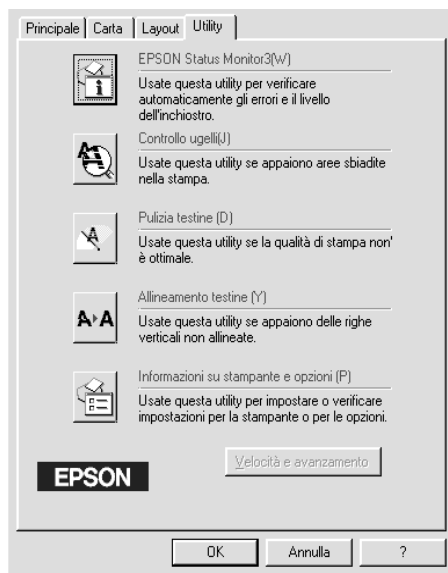 Principale Carta Layout Utility
EPSON Status Monitor3(W)
Usate questa utility per verificare
automaticamente gli errori e il livello
dell'inchiostro.
Controllo ugelli(J)
Usate questa utility se appaiono aree sbiadite
nella stampa.
Pulizia testine (D)
Usate questa utility se la qualità di stampa non'
è ottimale.
Allineamento testine (Y)
Usate questa utility se appaiono delle righe
verticali non allineate.
Informazioni su stampante e opzioni (P)
Usate questa utility per impostare o verificare
impostazioni per la stampante o per le opzioni.
EPSON
Velocità e avanzamento
OK Annulla ?